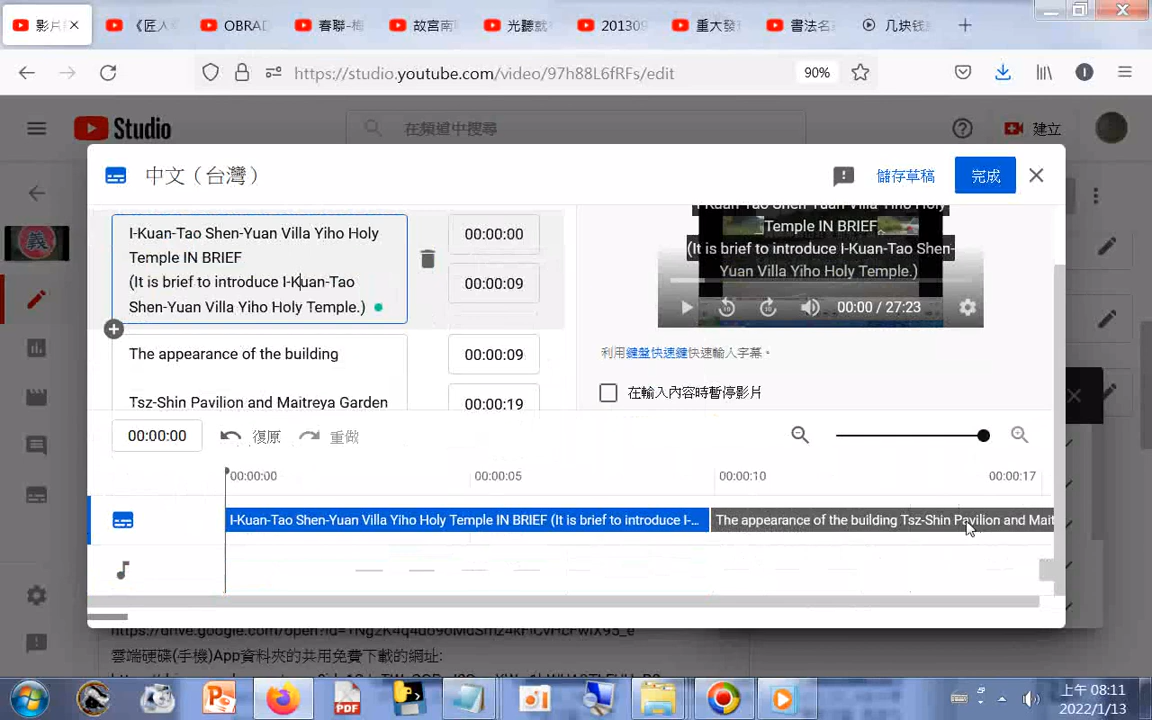 影片
《匠人
OBRAD
春聯-梅
故宮南
光聽就
201309
重大發
書法名
几块钱
https://studio.youtube.com/video/97h88L6fRFs/edit
90%
Studio
在頻道中搜尋
建立
中文（台灣）
儲存草稿
完成
I-Kuan-Tao Shen-Yuan Villa Yiho Holy
Temple IN BRIEF
(It is brief to introduce I-Kuan-Tao
Shen-Yuan Villa Yiho Holy Temple.)
00:00:00
00:00:09
The appearance of the building
Tsz-Shin Pavilion and Maitreya Garden
00:00:09
00:00:19
I-Kuan-Tao Shen-Yuan Villa Yiho Holy
Temple IN BRIEF
(It is brief to introduce I-Kuan-Tao Shen-
Yuan Villa Yiho Holy Temple.)
00:00 / 27:23
利用鍵盤快速鍵快速輸入字幕。
在輸入內容時暫停影片
00:00:00
復原
重做
00:00:00
00:00:05
00:00:10
00:00:17
I-Kuan-Tao Shen-Yuan Villa Yiho Holy Temple IN BRIEF (It is brief to introduce I-...
The appearance of the building Tsz-Shin Pavilion and Mait
雲端硬碟(手機)App資料夾的共用免費下載的網址:
上午 08:11
2022/1/13